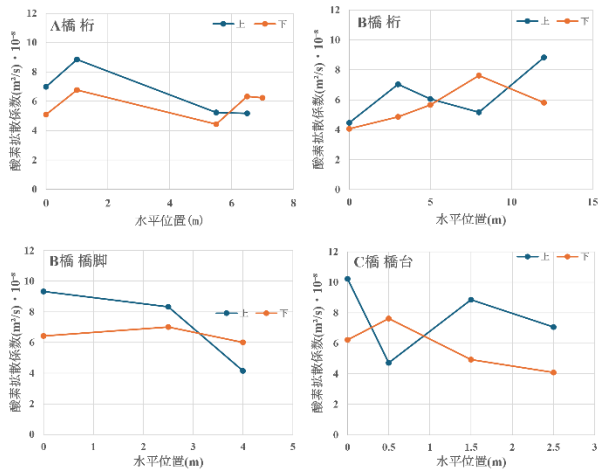 A橋 桁
上 下
酸素拡散係数(m²/s)・10⁻⁸
12
10
8
6
4
2
0
0 2 4 6 8
水平位置(m)
B橋 桁
上 下
酸素拡散係数(m²/s)・10⁻⁸
12
10
8
6
4
2
0
0 5 10 15
水平位置(m)
B橋 橋脚
上 下
酸素拡散係数(m²/s)・10⁻⁸
12
10
8
6
4
2
0
0 1 2 3 4 5
水平位置(m)
C橋 橋台
上 下
酸素拡散係数(m²/s)・10⁻⁸
12
10
8
6
4
2
0
0 0.5 1 1.5 2 2.5 3
水平位置(m)